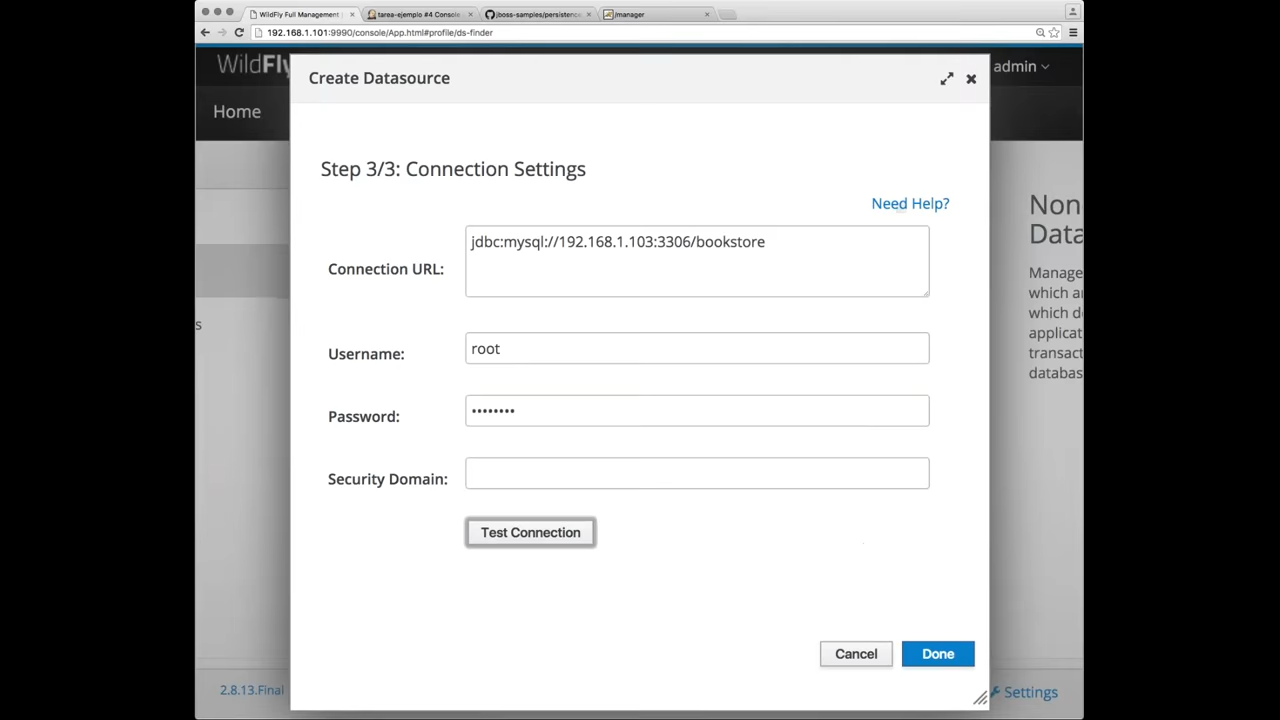 WildFly Full Management
tarea-ejemplo #4 Console
jboss-samples/persistence
/manager
192.168.1.101:9990/console/App.html#profile/ds-finder
WildFly
admin
Home
Create Datasource
Step 3/3: Connection Settings
Need Help?
Connection URL:
jdbc:mysql://192.168.1.103:3306/bookstore
Username:
root
Password:
••••••••
Security Domain:
Test Connection
Cancel
Done
s
Non
Data
Manage
which a
which d
applicat
transact
databas
2.8.13.Final
Settings